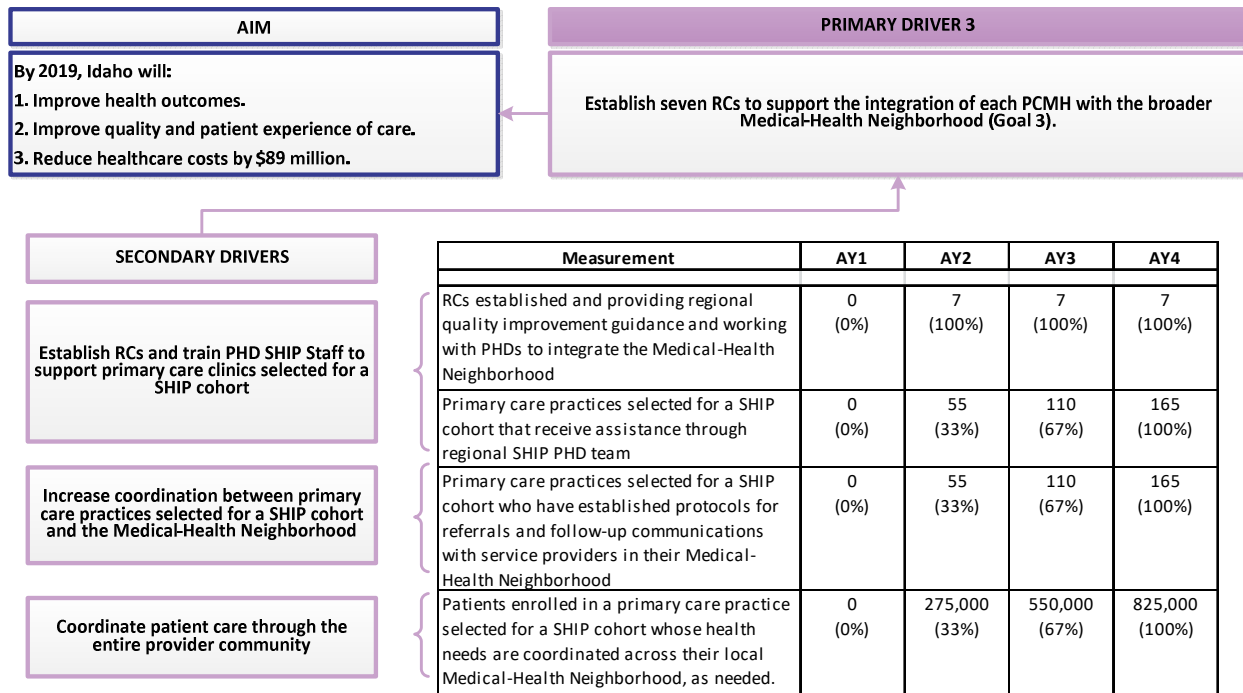 AIM
By 2019, Idaho will:
1. Improve health outcomes.
2. Improve quality and patient experience of care.
3. Reduce healthcare costs by $89 million.
PRIMARY DRIVER 3
Establish seven RCs to support the integration of each PCMH with the broader
Medical-Health Neighborhood (Goal 3).
SECONDARY DRIVERS
Establish RCs and train PHD SHIP Staff to
support primary care clinics selected for a
SHIP cohort
Increase coordination between primary
care practices selected for a SHIP cohort
and the Medical-Health Neighborhood
Coordinate patient care through the
entire provider community
Measurement AY1 AY2 AY3 AY4
RCs established and providing regional 0 7 7 7
quality improvement guidance and working (0%) (100%) (100%) (100%)
with PHDs to integrate the Medical-Health
Neighborhood
Primary care practices selected for a SHIP 0 55 110 165
cohort that receive assistance through (0%) (33%) (67%) (100%)
regional SHIP PHD team
Primary care practices selected for a SHIP 0 55 110 165
cohort who have established protocols for (0%) (33%) (67%) (100%)
referrals and follow-up communications
with service providers in their Medical-
Health Neighborhood
Patients enrolled in a primary care practice 0 275,000 550,000 825,000
selected for a SHIP cohort whose health (0%) (33%) (67%) (100%)
needs are coordinated across their local
Medical-Health Neighborhood, as needed.